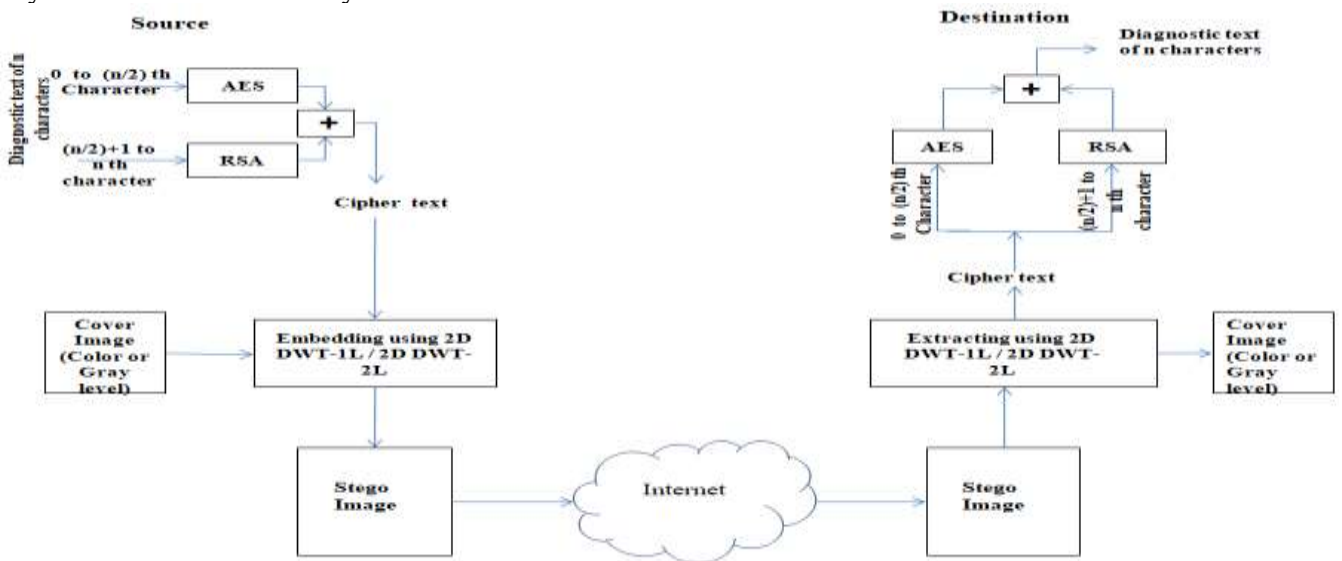 Source
Destination
Diagnostic text of n
characters
0 to (n/2) th
Character
AES
+
(n/2)+1 to
n th
character
RSA
Cipher text
Cover
Image
(Color or
Gray
level)
Embedding using 2D
DWT-1L / 2D DWT-
2L
Stego
Image
Internet
Diagnostic text
of n characters
+
AES
RSA
0 to (n/2) th
Character
(n/2)+1 to
n th
character
Cipher text
Extracting using 2D
DWT-1L / 2D DWT-
2L
Cover
Image
(Color or
Gray
level)
Stego
Image